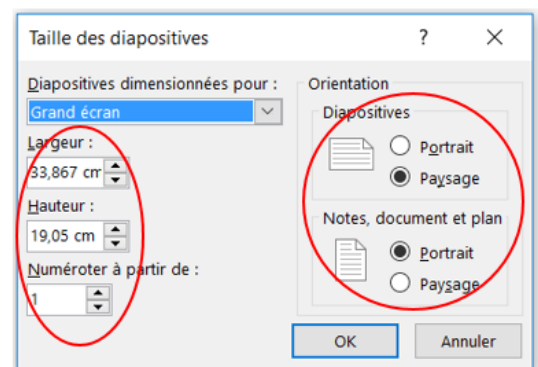 Taille des diapositives ?
Diapositives dimensionnées pour :
Grand écran
Largeur :
33,867 cm
Hauteur :
19,05 cm
Numéroter à partir de :
1
Orientation
Diapositives
Portrait
Paysage
Notes, document et plan
Portrait
Paysage
OK Annuler